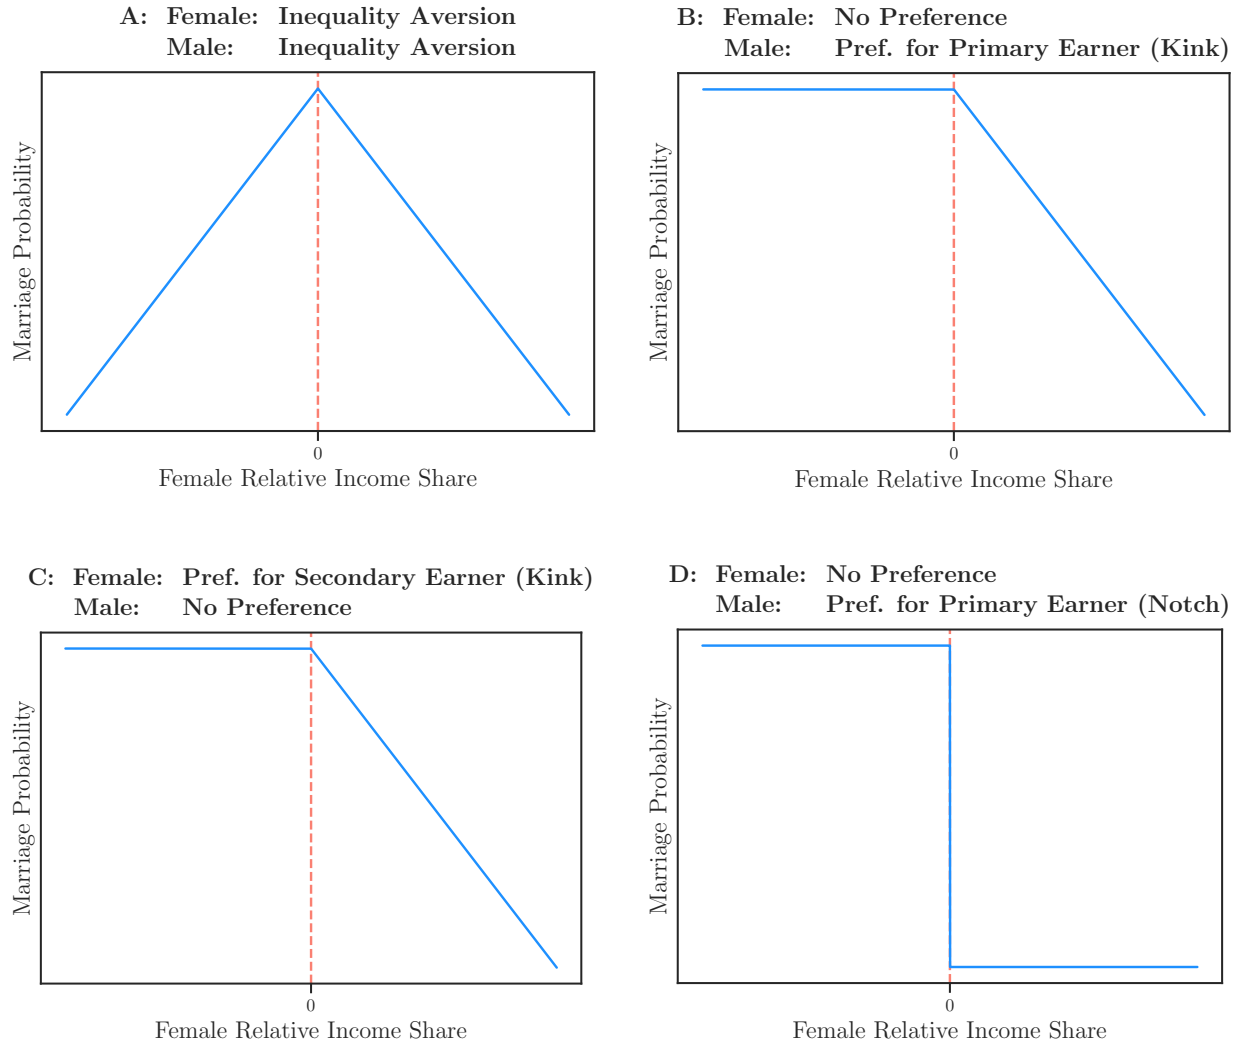 A: Female: Inequality Aversion
Male: Inequality Aversion
Marriage Probability
0
Female Relative Income Share
B: Female: No Preference
Male: Pref. for Primary Earner (Kink)
Marriage Probability
0
Female Relative Income Share
C: Female: Pref. for Secondary Earner (Kink)
Male: No Preference
Marriage Probability
0
Female Relative Income Share
D: Female: No Preference
Male: Pref. for Primary Earner (Notch)
Marriage Probability
0
Female Relative Income Share